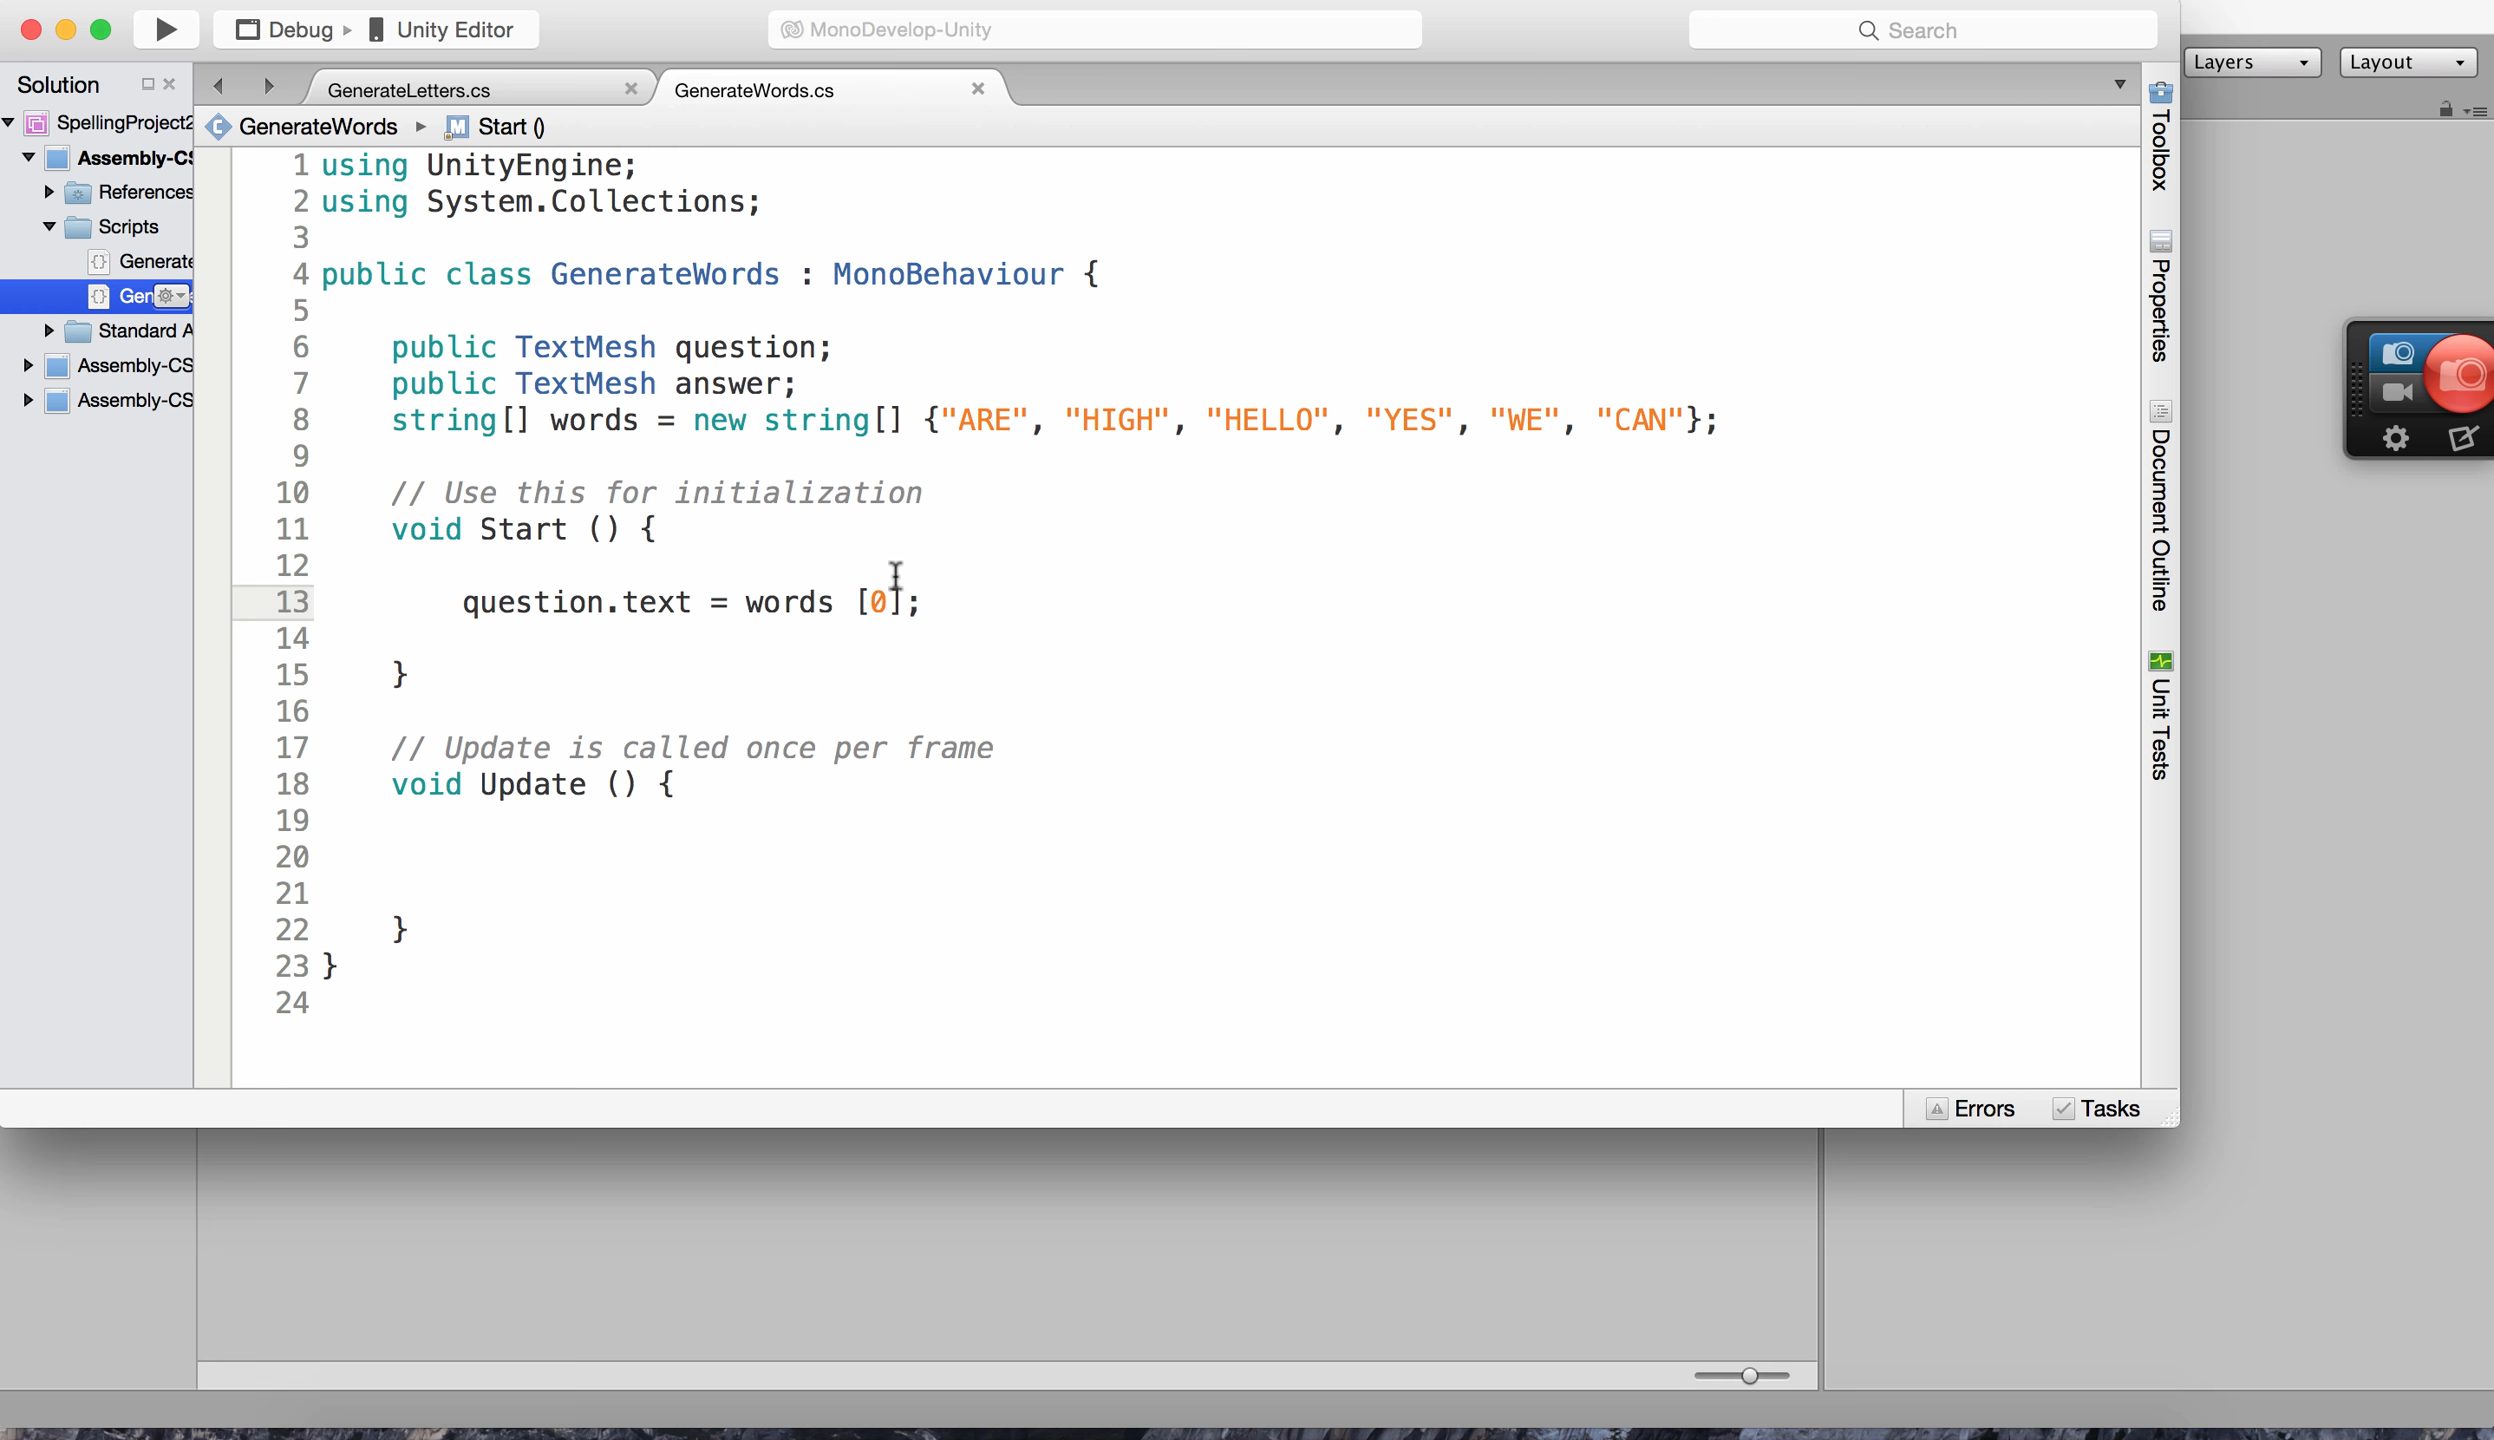 Debug Unity Editor MonoDevelop-Unity Search
Layers Layout
Solution
GenerateLetters.cs GenerateWords.cs
SpellingProject2
GenerateWords Start ()
Assembly-CS
References
Scripts
Generate
Gen
Standard A
Assembly-CS
Assembly-CS
1 using UnityEngine;
2 using System.Collections;
3
4 public class GenerateWords : MonoBehaviour {
5
6 public TextMesh question;
7 public TextMesh answer;
8 string[] words = new string[] {"ARE", "HIGH", "HELLO", "YES", "WE", "CAN"};
9
10 // Use this for initialization
11 void Start () {
12
13 question.text = words [0];
14
15 }
16
17 // Update is called once per frame
18 void Update () {
19
20
21
22 }
23 }
24
Toolbox
Properties
Document Outline
Unit Tests
Errors Tasks